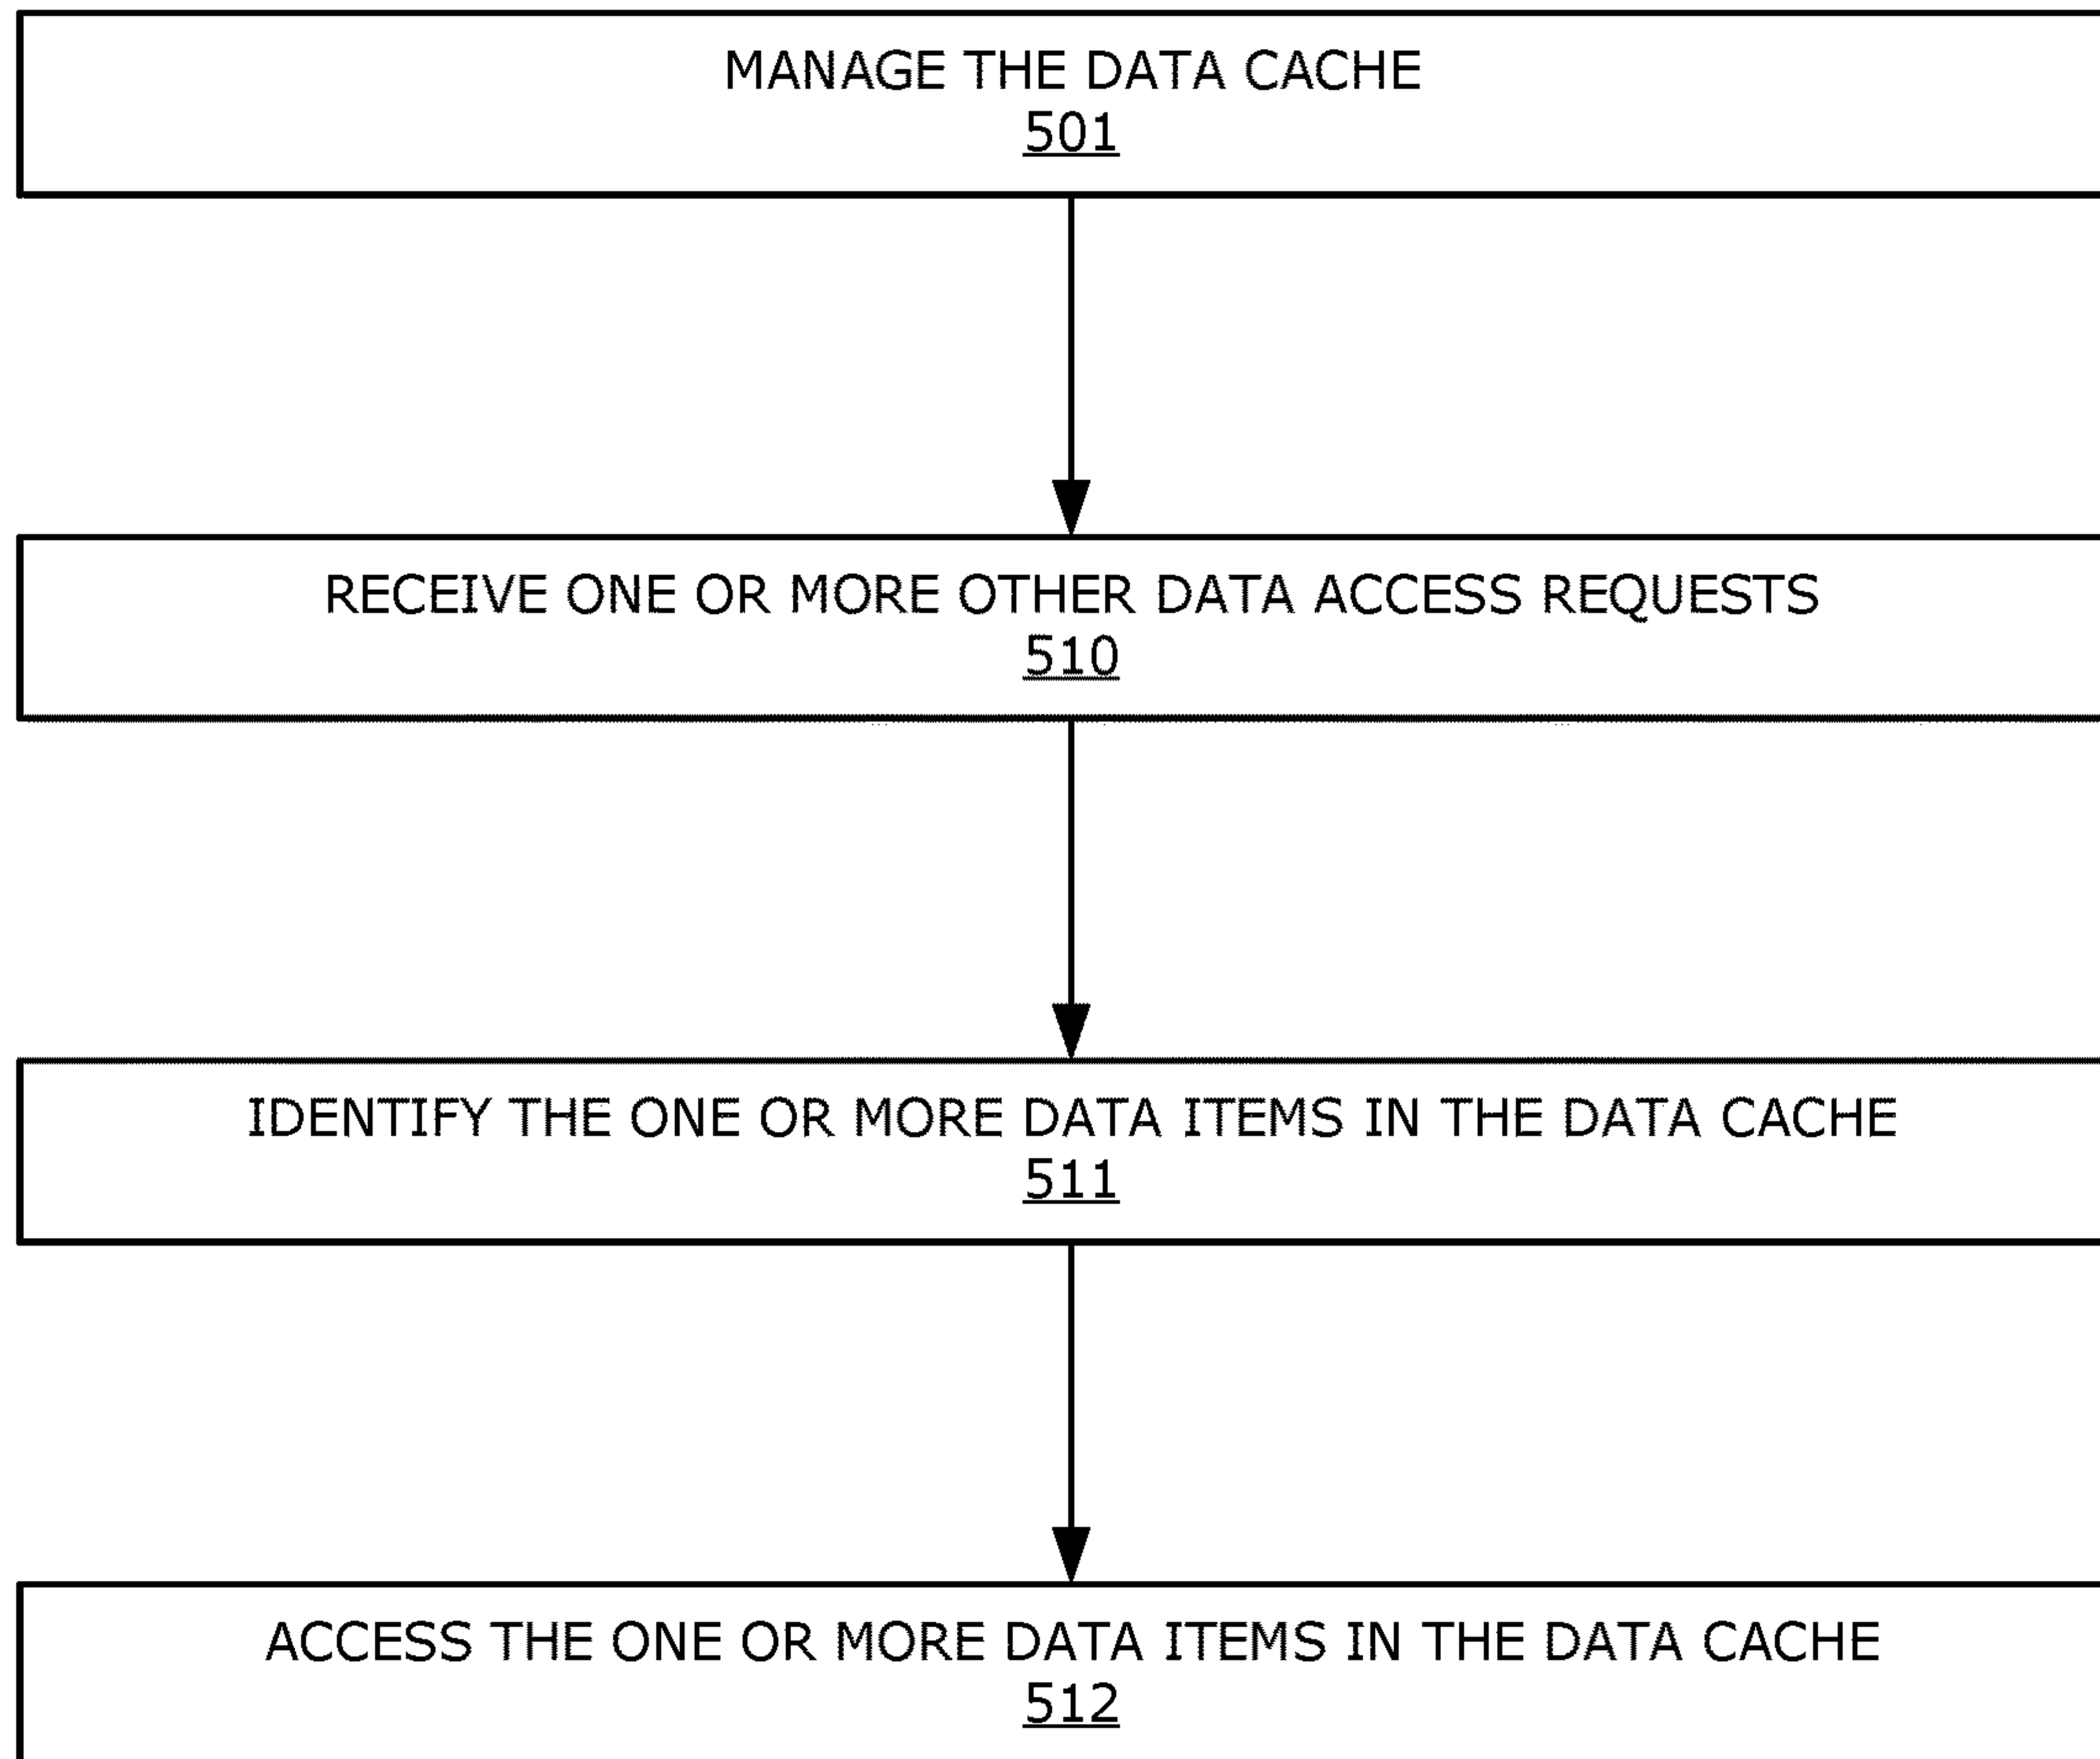 MANAGE THE DATA CACHE
501
RECEIVE ONE OR MORE OTHER DATA ACCESS REQUESTS
510
IDENTIFY THE ONE OR MORE DATA ITEMS IN THE DATA CACHE
511
ACCESS THE ONE OR MORE DATA ITEMS IN THE DATA CACHE
512